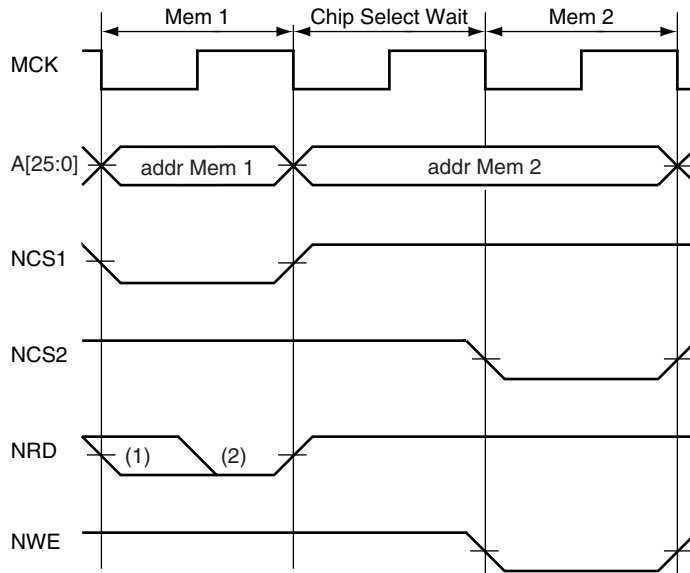 Mem 1 Chip Select Wait Mem 2
MCK
A[25:0] addr Mem 1 addr Mem 2
NCS1
NCS2
NRD (1) (2)
NWE